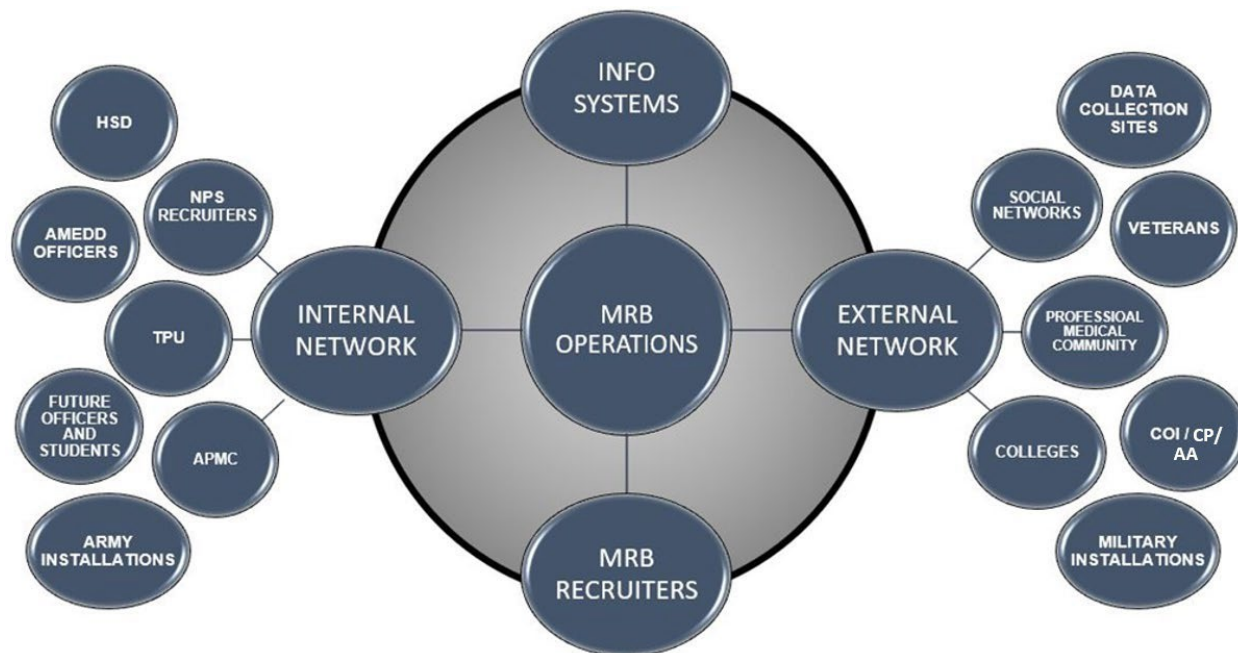 INFO
SYSTEMS
HSD
NPS
RECRUITERS
AMEDD
OFFICERS
TPU
FUTURE
OFFICERS
AND
STUDENTS
APMC
ARMY
INSTALLATIONS
INTERNAL
NETWORK
MRB
OPERATIONS
EXTERNAL
NETWORK
MRB
RECRUITERS
DATA
COLLECTION
SITES
SOCIAL
NETWORKS
VETERANS
PROFESSIOAL
MEDICAL
COMMUNITY
COI / CP/
AA
COLLEGES
MILITARY
INSTALLATIONS